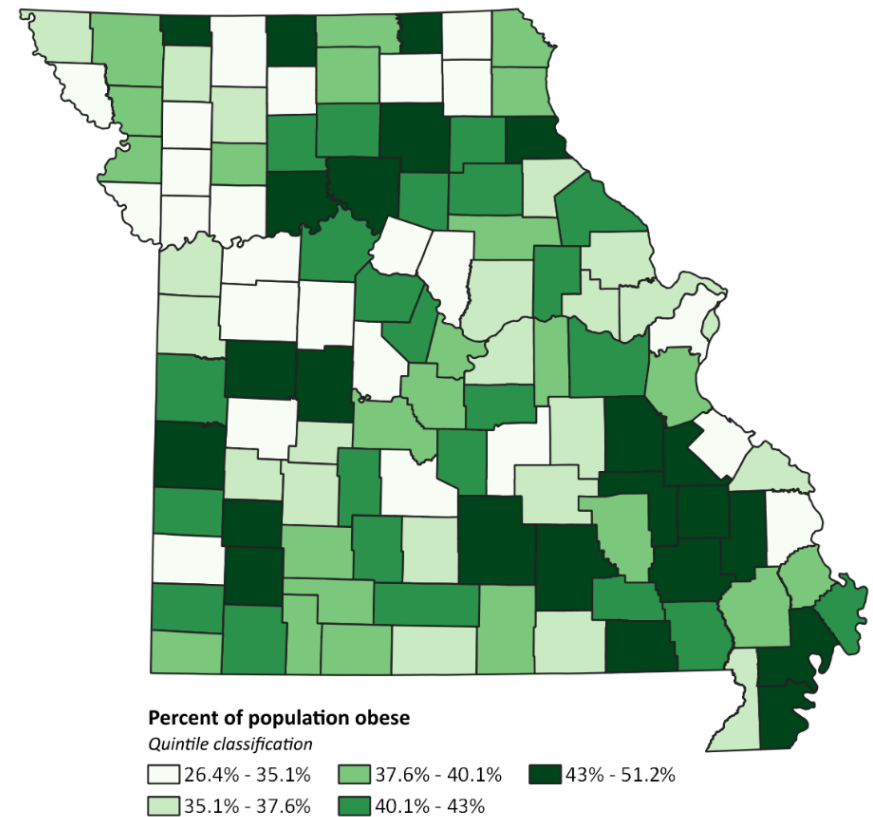 Percent of population obese
Quintile classification
26.4% - 35.1% 37.6% - 40.1% 43% - 51.2%
35.1% - 37.6% 40.1% - 43%